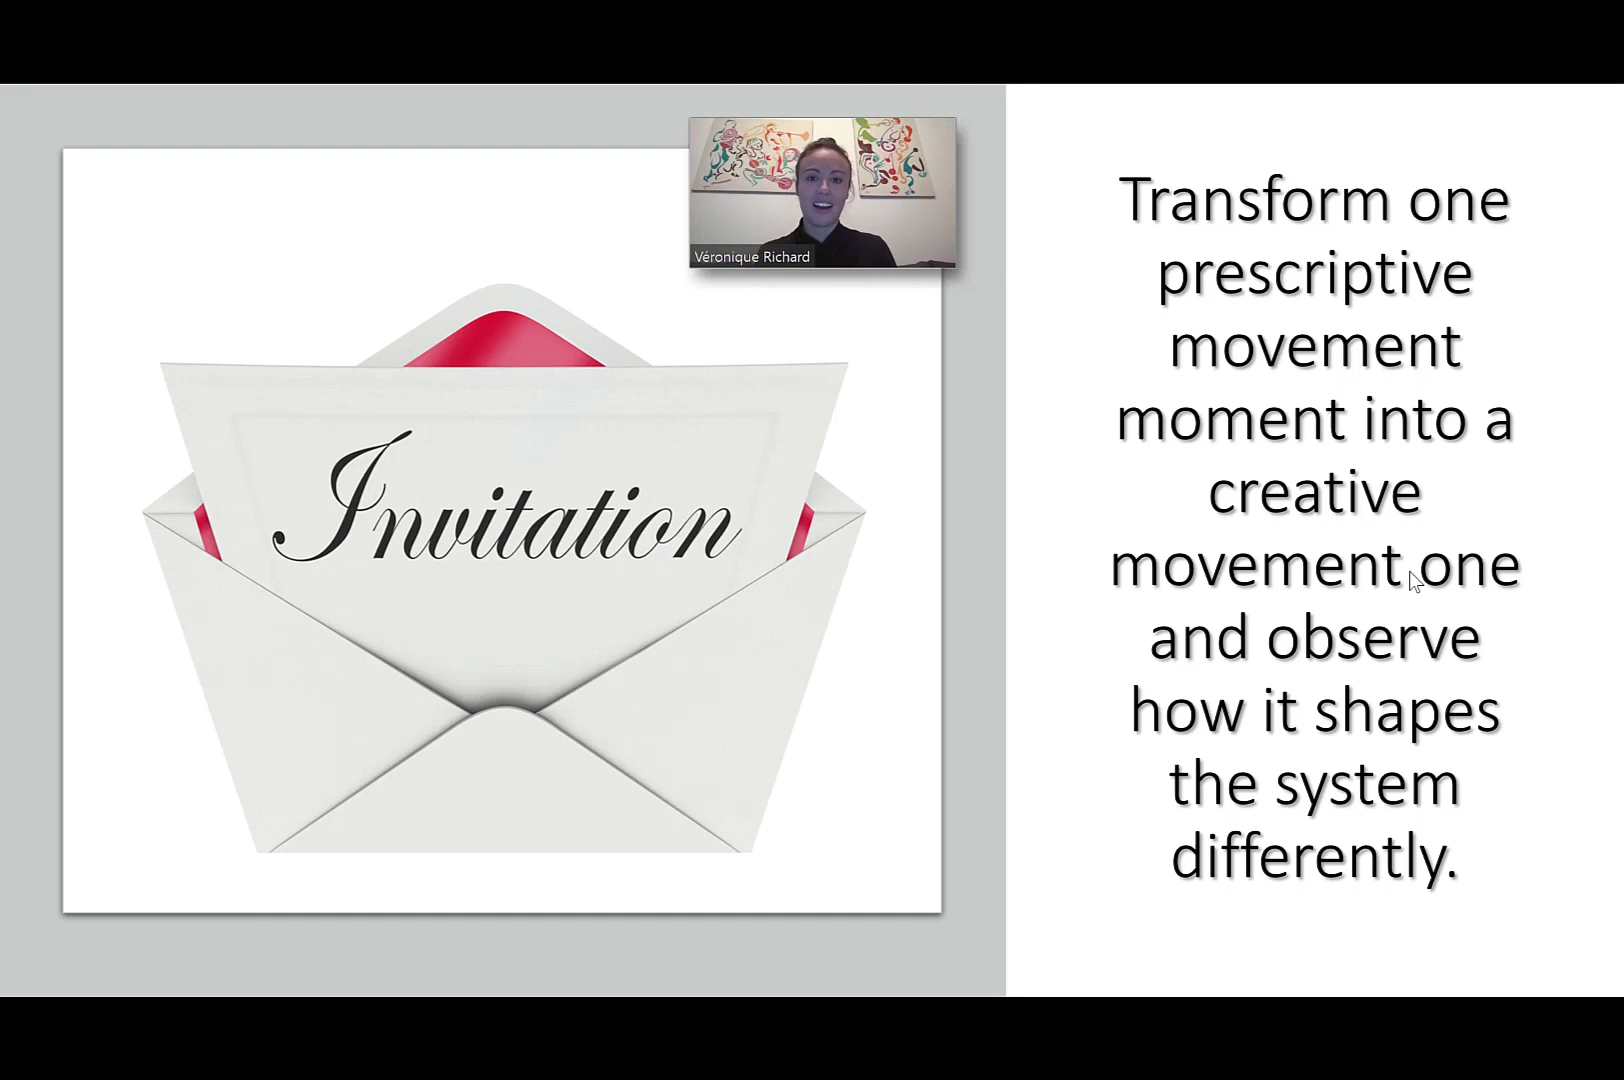 Véronique Richard
Invitation
Transform one
prescriptive
movement
moment into a
creative
movement one
and observe
how it shapes
the system
differently.